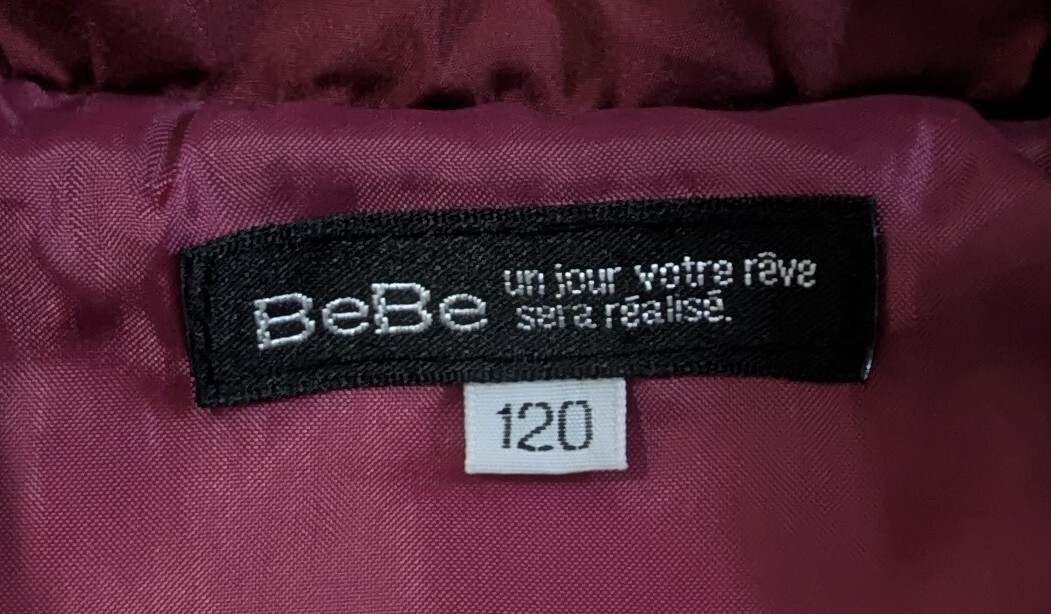 BeBe
un jour votre rêve
sera réalisé.
120